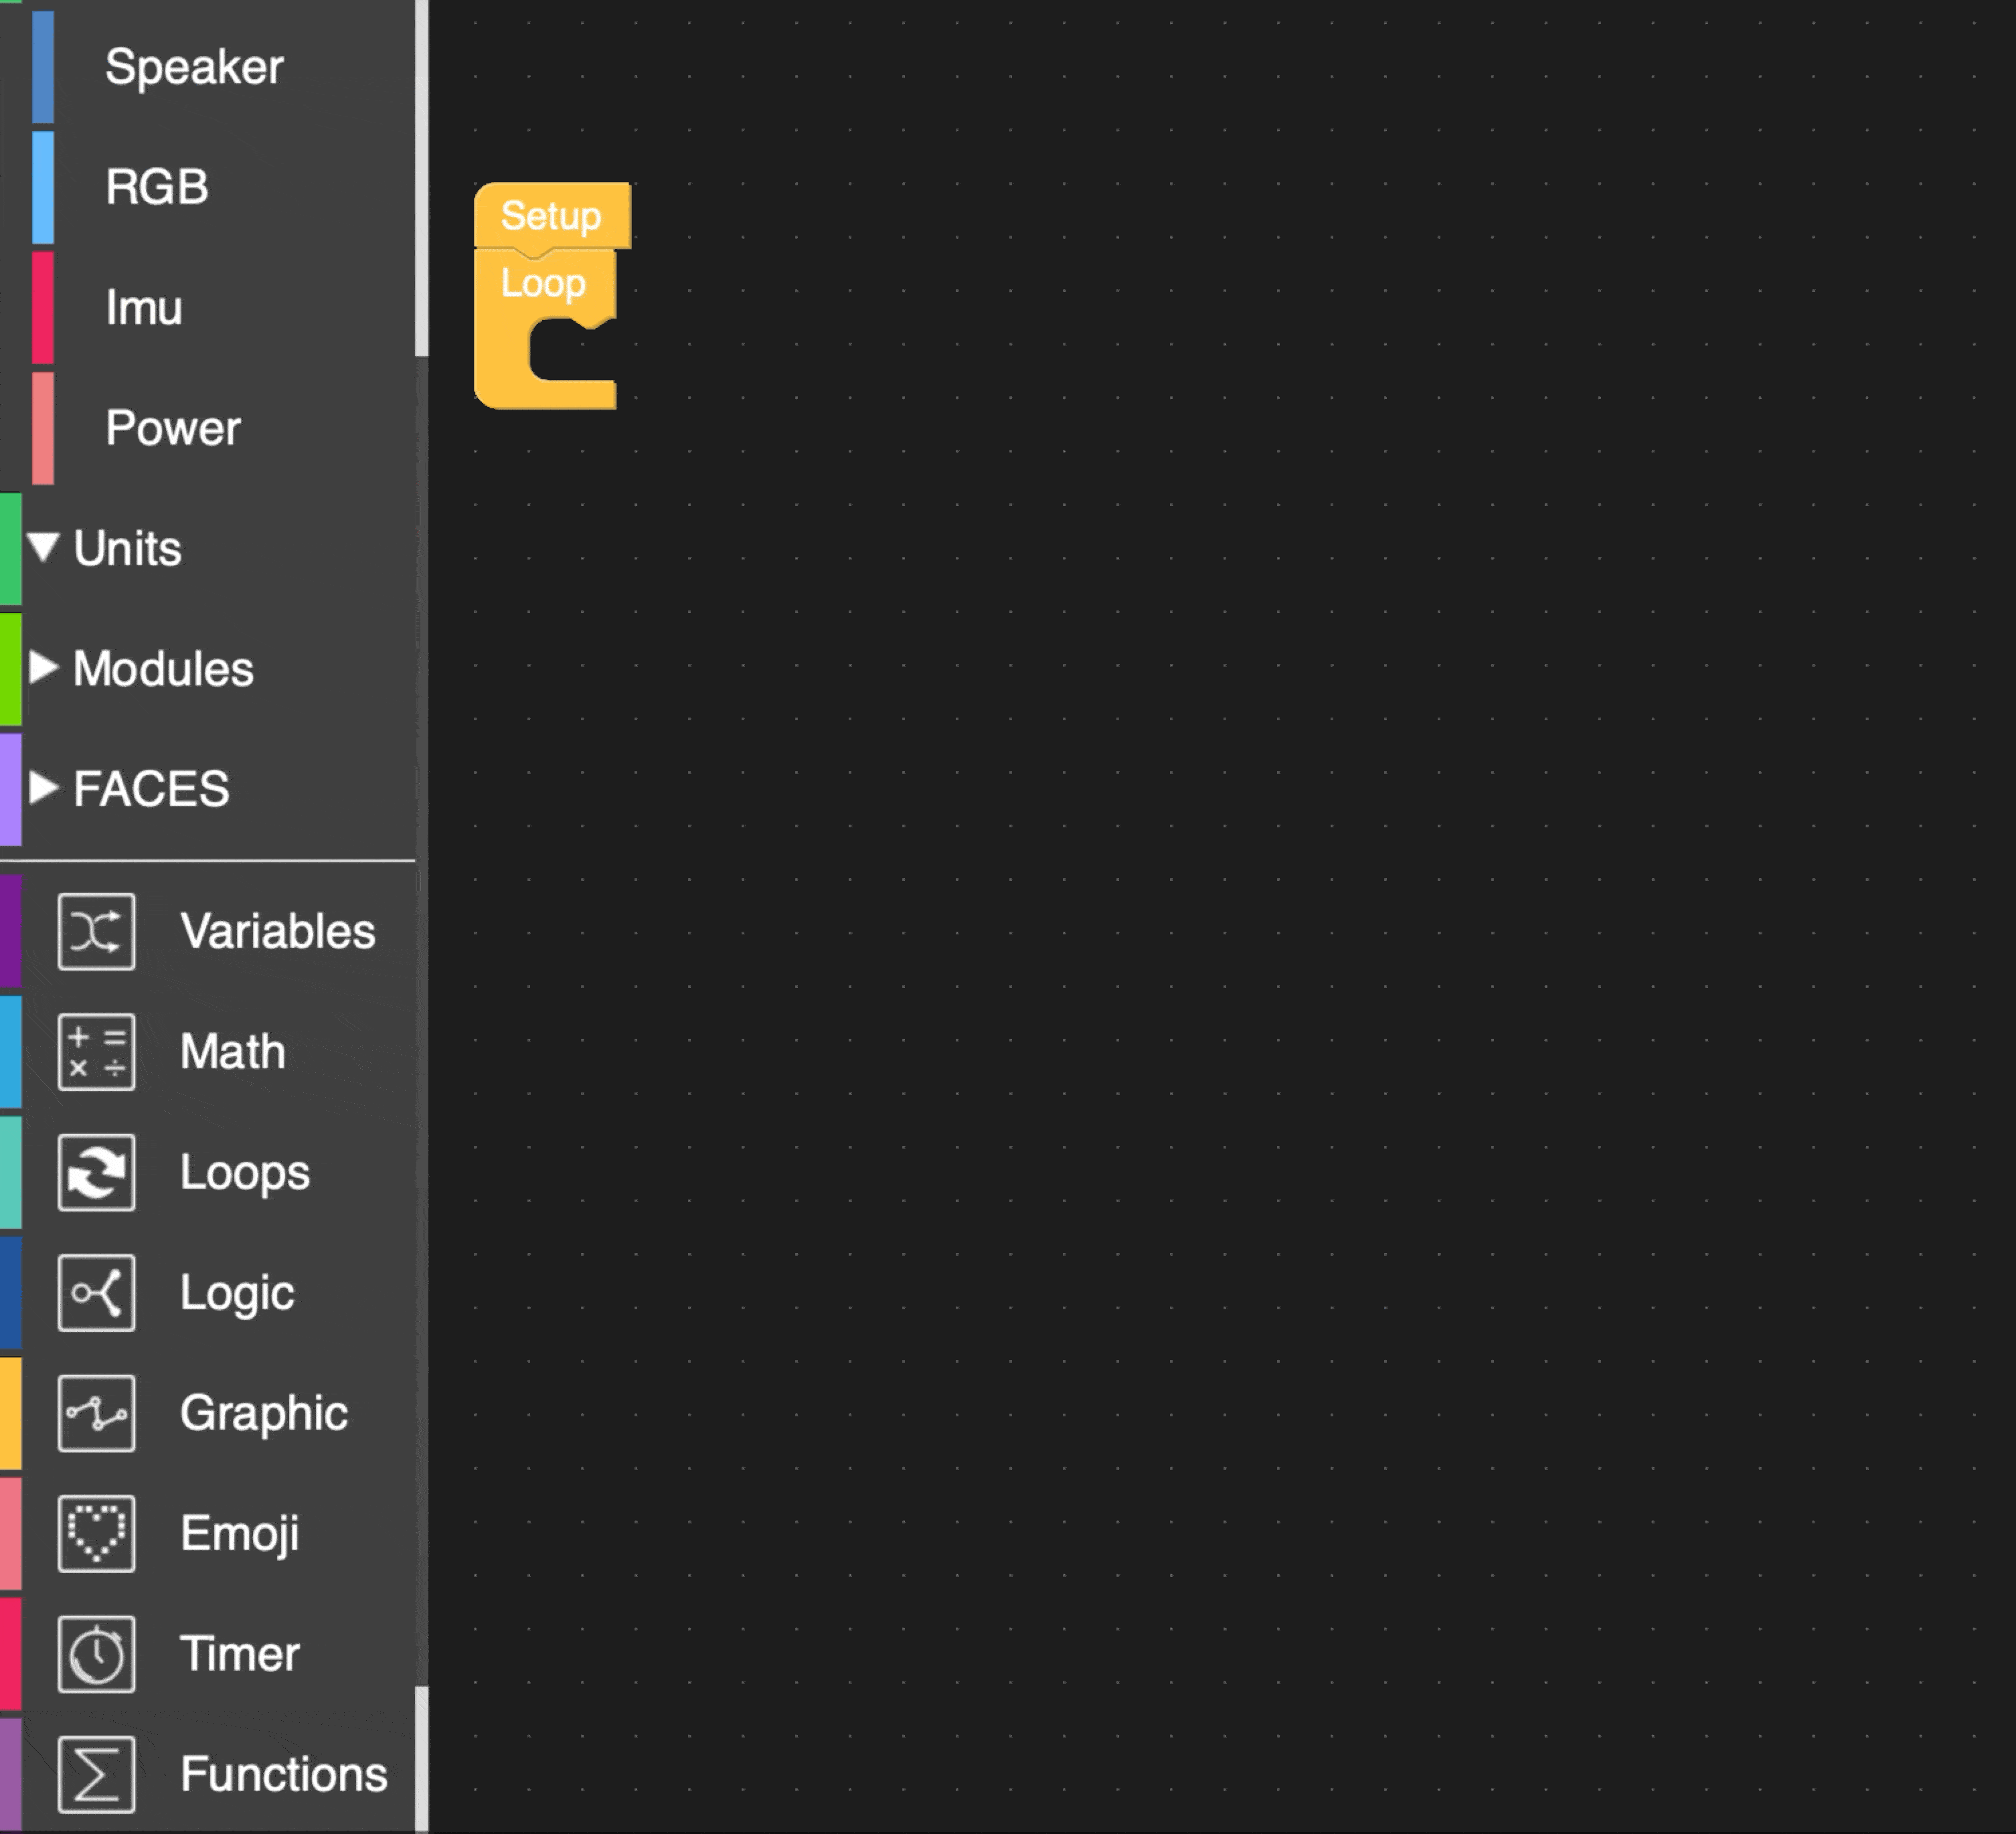 Speaker
RGB
Imu
Power
Units
Modules
FACES
Variables
Math
Loops
Logic
Graphic
Emoji
Timer
Functions
Setup
Loop